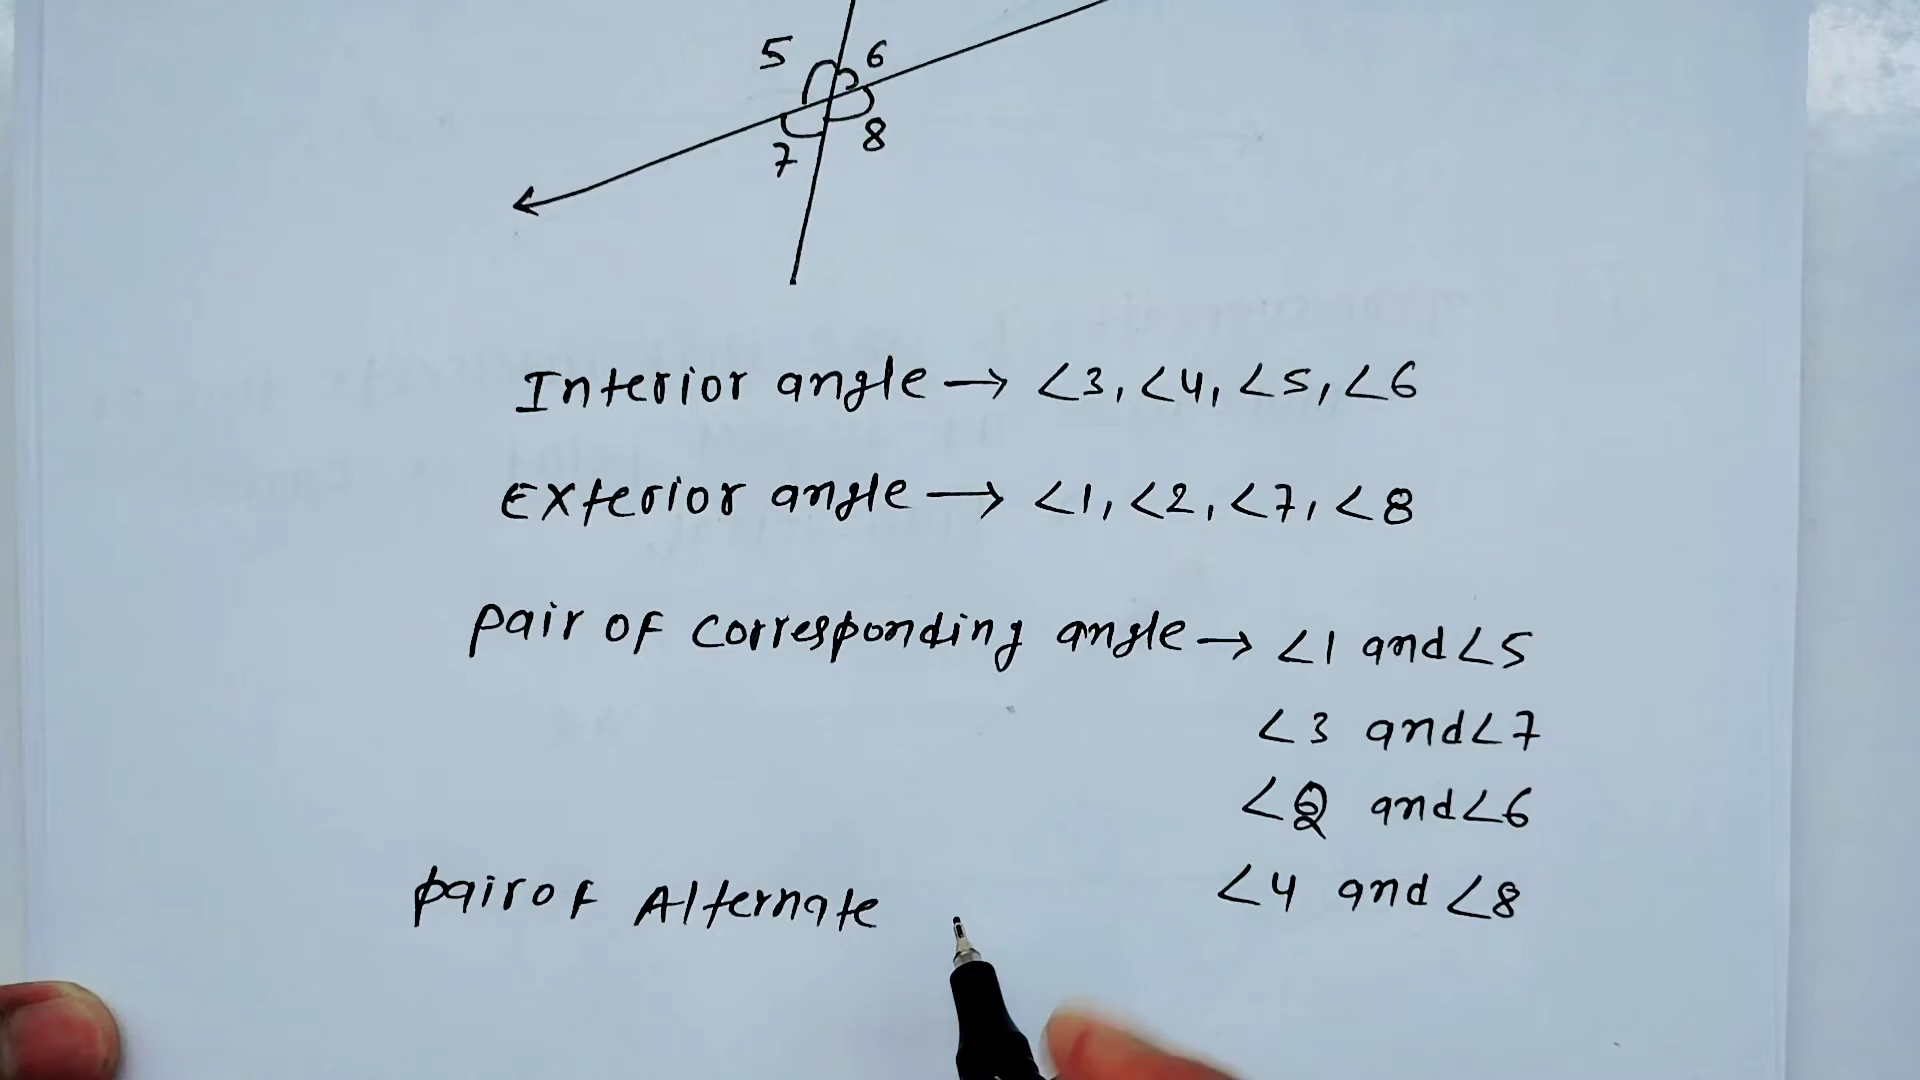 5 6
7 8
Interior angle → ∠3, ∠4, ∠5, ∠6
Exterior angle → ∠1, ∠2, ∠7, ∠8
pair of corresponding angle → ∠1 and ∠5
∠3 and ∠7
∠2 and ∠6
pair of Alternate ∠4 and ∠8